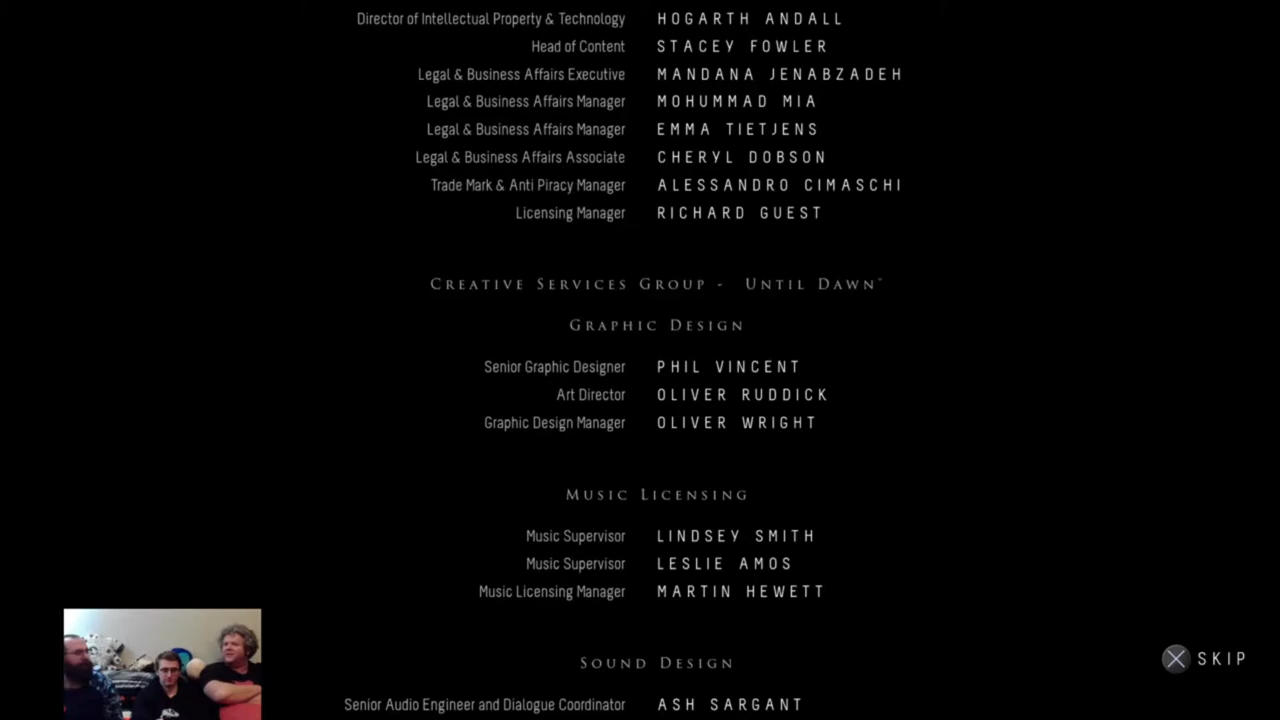 Director of Intellectual Property & Technology HOGARTH ANDALL
Head of Content STACEY FOWLER
Legal & Business Affairs Executive MANDANA JENABZADEH
Legal & Business Affairs Manager MOHUMMAD MIA
Legal & Business Affairs Manager EMMA TIETJENS
Legal & Business Affairs Associate CHERYL DOBSON
Trade Mark & Anti Piracy Manager ALESSANDRO CIMASCHI
Licensing Manager RICHARD GUEST
CREATIVE SERVICES GROUP - UNTIL DAWN™
GRAPHIC DESIGN
Senior Graphic Designer PHIL VINCENT
Art Director OLIVER RUDDICK
Graphic Design Manager OLIVER WRIGHT
MUSIC LICENSING
Music Supervisor LINDSEY SMITH
Music Supervisor LESLIE AMOS
Music Licensing Manager MARTIN HEWETT
SOUND DESIGN
SKIP
Senior Audio Engineer and Dialogue Coordinator ASH SARGANT